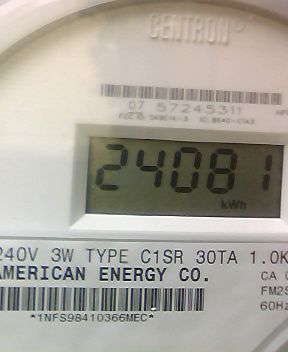 CENTRON
07 57245311
24081
kWh
240V 3W TYPE C1SR 30TA 1.0K
AMERICAN ENERGY CO.
CA
FM2S
60Hz
*1NFS98410366MEC*